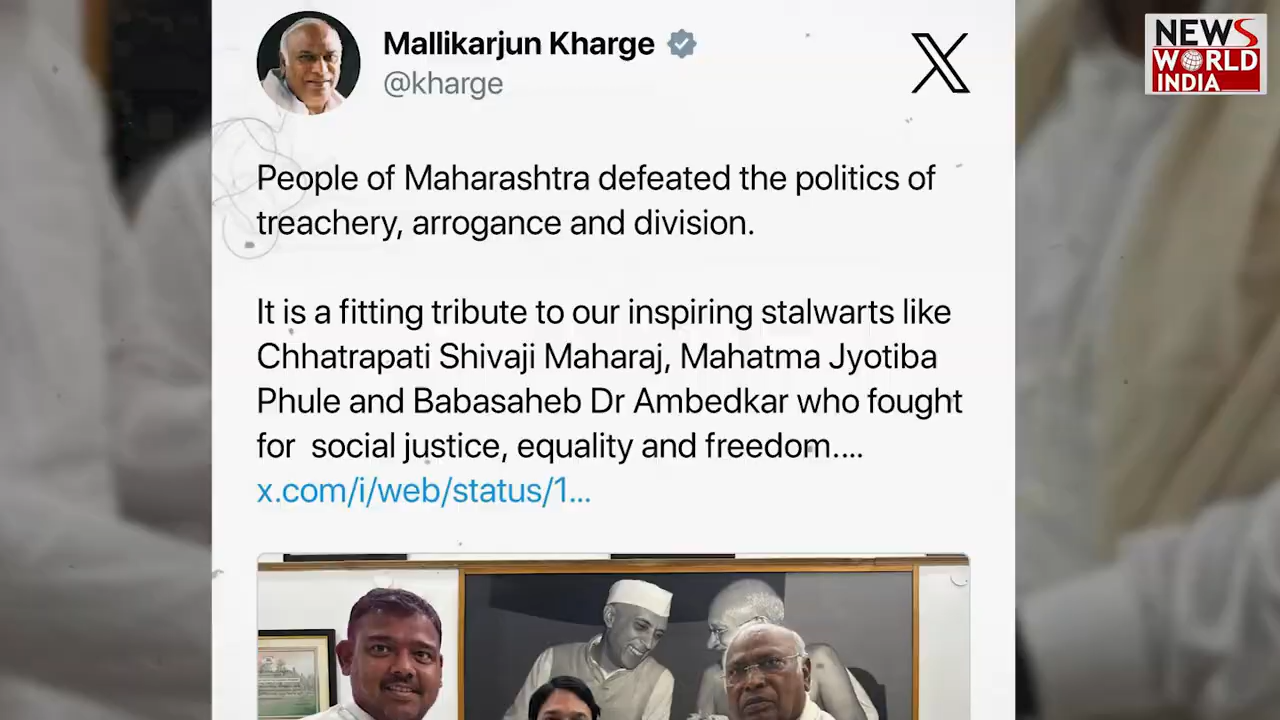 Mallikarjun Kharge
@kharge
NEWS
WORLD
INDIA
People of Maharashtra defeated the politics of
treachery, arrogance and division.
It is a fitting tribute to our inspiring stalwarts like
Chhatrapati Shivaji Maharaj, Mahatma Jyotiba
Phule and Babasaheb Dr Ambedkar who fought
for social justice, equality and freedom....
x.com/i/web/status/1...